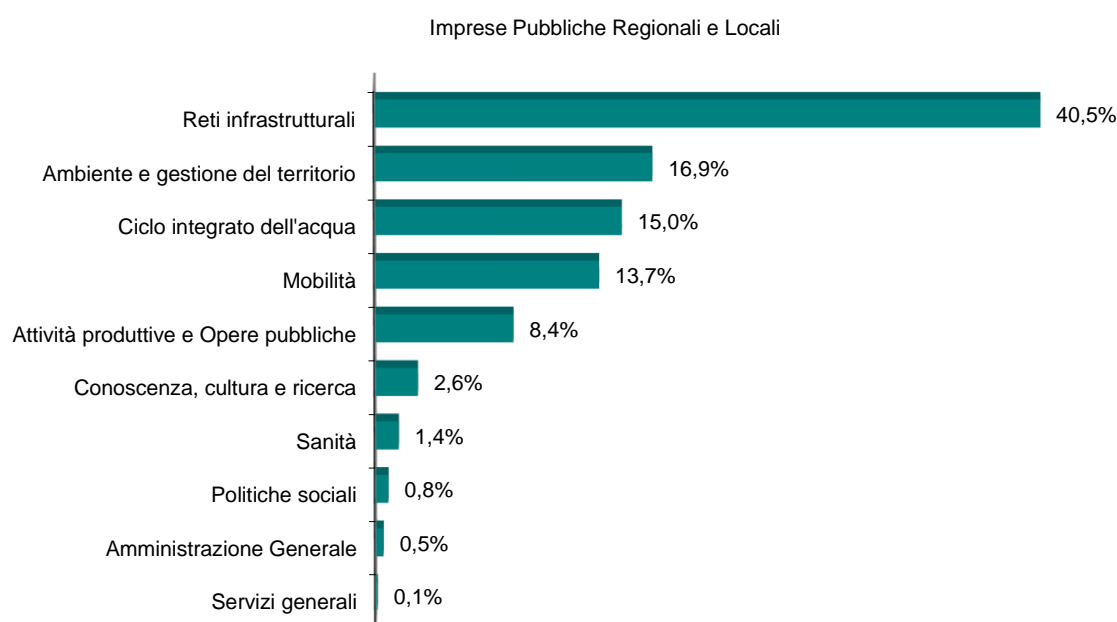 Imprese Pubbliche Regionali e Locali
Reti infrastrutturali 40,5%
Ambiente e gestione del territorio 16,9%
Ciclo integrato dell'acqua 15,0%
Mobilità 13,7%
Attività produttive e Opere pubbliche 8,4%
Conoscenza, cultura e ricerca 2,6%
Sanità 1,4%
Politiche sociali 0,8%
Amministrazione Generale 0,5%
Servizi generali 0,1%